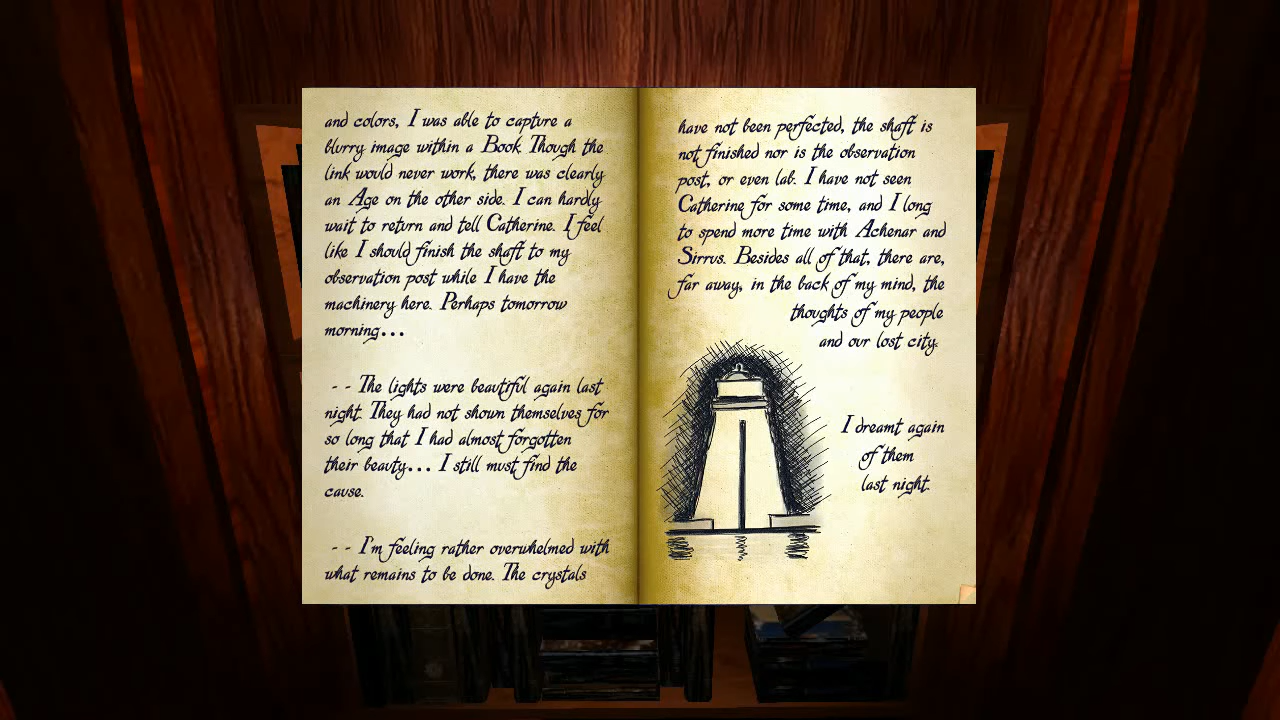 and colors, I was able to capture a
blurry image within a Book. Though the
link would never work, there was clearly
an Age on the other side. I can hardly
wait to return and tell Catherine. I feel
like I should finish the shaft to my
observation post while I have the
machinery here. Perhaps tomorrow
morning...
-- The lights were beautiful again last
night. They had not shown themselves for
so long that I had almost forgotten
their beauty... I still must find the
cause.
-- I'm feeling rather overwhelmed with
what remains to be done. The crystals
have not been perfected, the shaft is
not finished nor is the observation
post, or even lab. I have not seen
Catherine for some time, and I long
to spend more time with Achenar and
Sirrus. Besides all of that, there are,
far away, in the back of my mind, the
thoughts of my people
and our lost city.
I dreamt again
of them
last night.